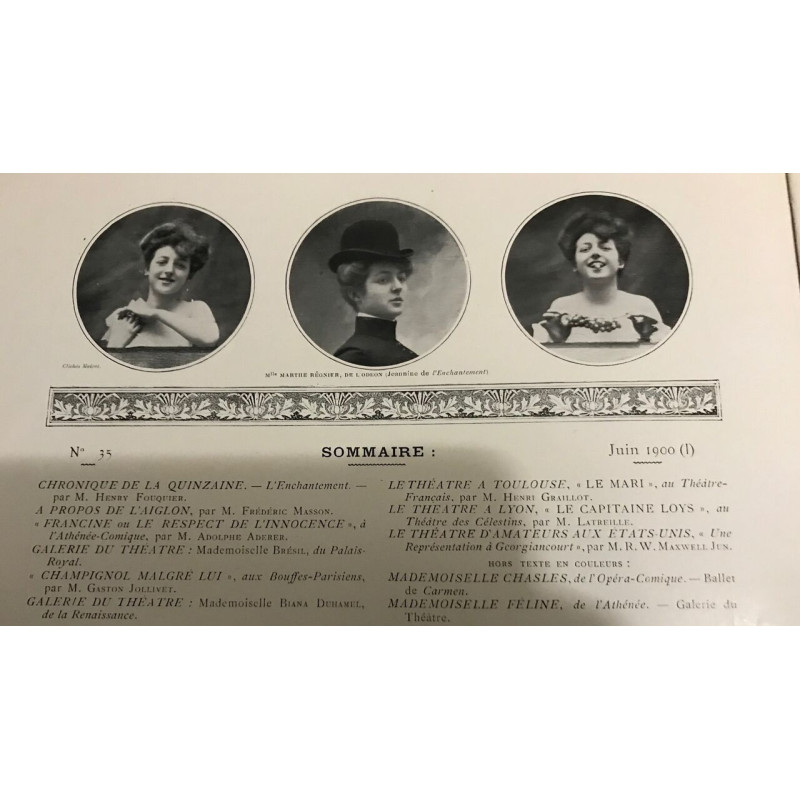 Clichés Reutlinger.
Mlle MARTHE RÉGNIER, DE L'ODÉON (Jeannine de l'Enchantement)
No 35
SOMMAIRE :
Juin 1900 (I)
CHRONIQUE DE LA QUINZAINE. — L'Enchantement. —
par M. HENRY FOUQUIER.
A PROPOS DE L'AIGLON, par M. FRÉDÉRIC MASSON.
« FRANCINE ou LE RESPECT DE L'INNOCENCE », à
l'Athénée-Comique, par M. ADOLPHE ADERER.
GALERIE DU THÉATRE : Mademoiselle BRÉSIL, du Palais-
Royal.
« CHAMPIGNOL MALGRÉ LUI », aux Bouffes-Parisiens,
par M. GASTON JOLLIVET.
GALERIE DU THÉATRE : Mademoiselle BIANA DUHAMEL,
de la Renaissance.
LE THÉATRE A TOULOUSE, « LE MARI », au Théâtre-
Français, par M. HENRI GRAILLOT.
LE THÉATRE A LYON, « LE CAPITAINE LOYS », au
Théâtre des Célestins, par M. LATREILLE.
LE THÉATRE D'AMATEURS AUX ETATS-UNIS, « Une
Représentation à Georgiancourt », par M. R. W. MAXWELL JUN.
HORS TEXTE EN COULEURS :
MADEMOISELLE CHASLES, de l'Opéra-Comique. — Ballet
de Carmen.
MADEMOISELLE FÉLINE, de l'Athénée. — Galerie du
Théâtre.